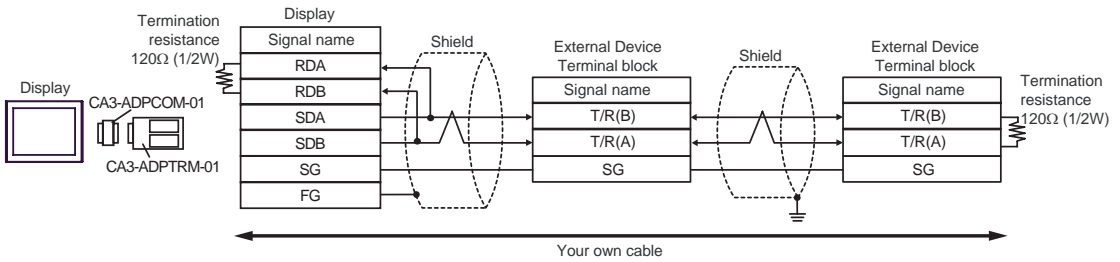 Display
CA3-ADPCOM-01
CA3-ADPTRM-01
Termination
resistance
120Ω (1/2W)
Display
Signal name
RDA
RDB
SDA
SDB
SG
FG
Shield
External Device
Terminal block
Signal name
T/R(B)
T/R(A)
SG
Shield
External Device
Terminal block
Signal name
T/R(B)
T/R(A)
SG
Termination
resistance
120Ω (1/2W)
Your own cable